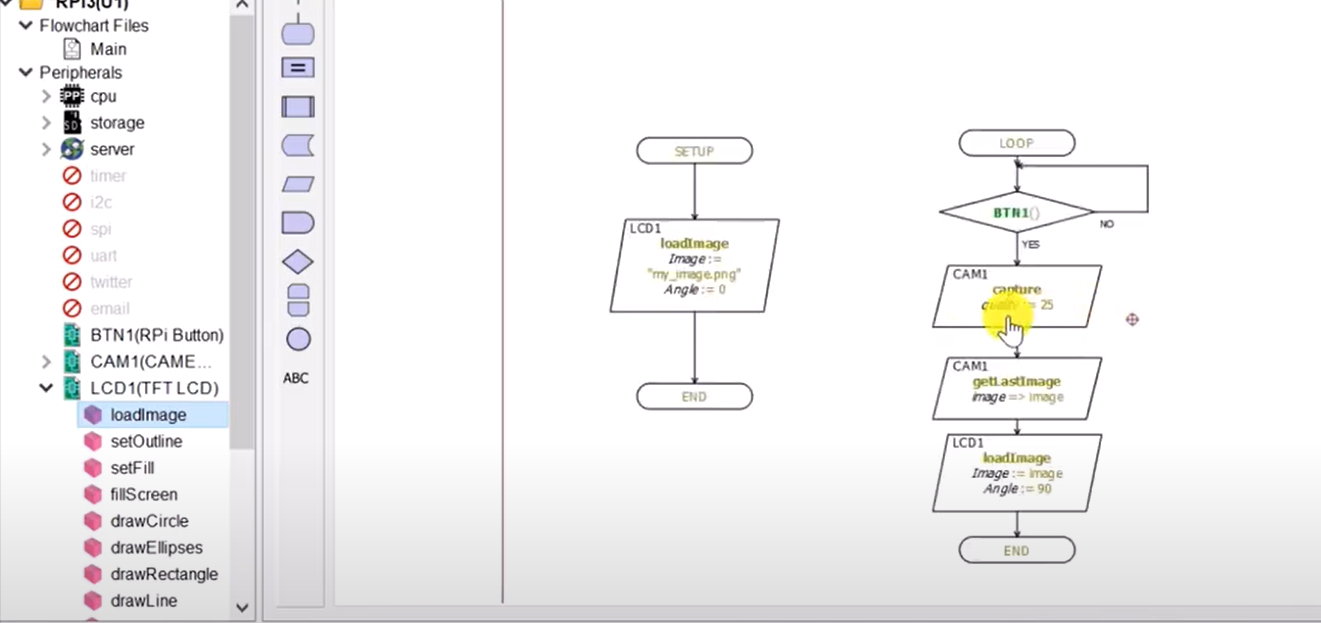 RPI3(U1)
Flowchart Files
Main
Peripherals
cpu
storage
server
timer
i2c
spi
uart
twitter
email
BTN1(RPi Button)
CAM1(CAME...
LCD1(TFT LCD)
loadImage
setOutline
setFill
fillScreen
drawCircle
drawEllipses
drawRectangle
drawLine
ABC
SETUP
LCD1
loadImage
Image :=
"my_image.png"
Angle := 0
END
LOOP
BTN1()
NO
YES
CAM1
capture
:= 25
CAM1
getLastImage
image => image
LCD1
loadImage
Image := image
Angle := 90
END